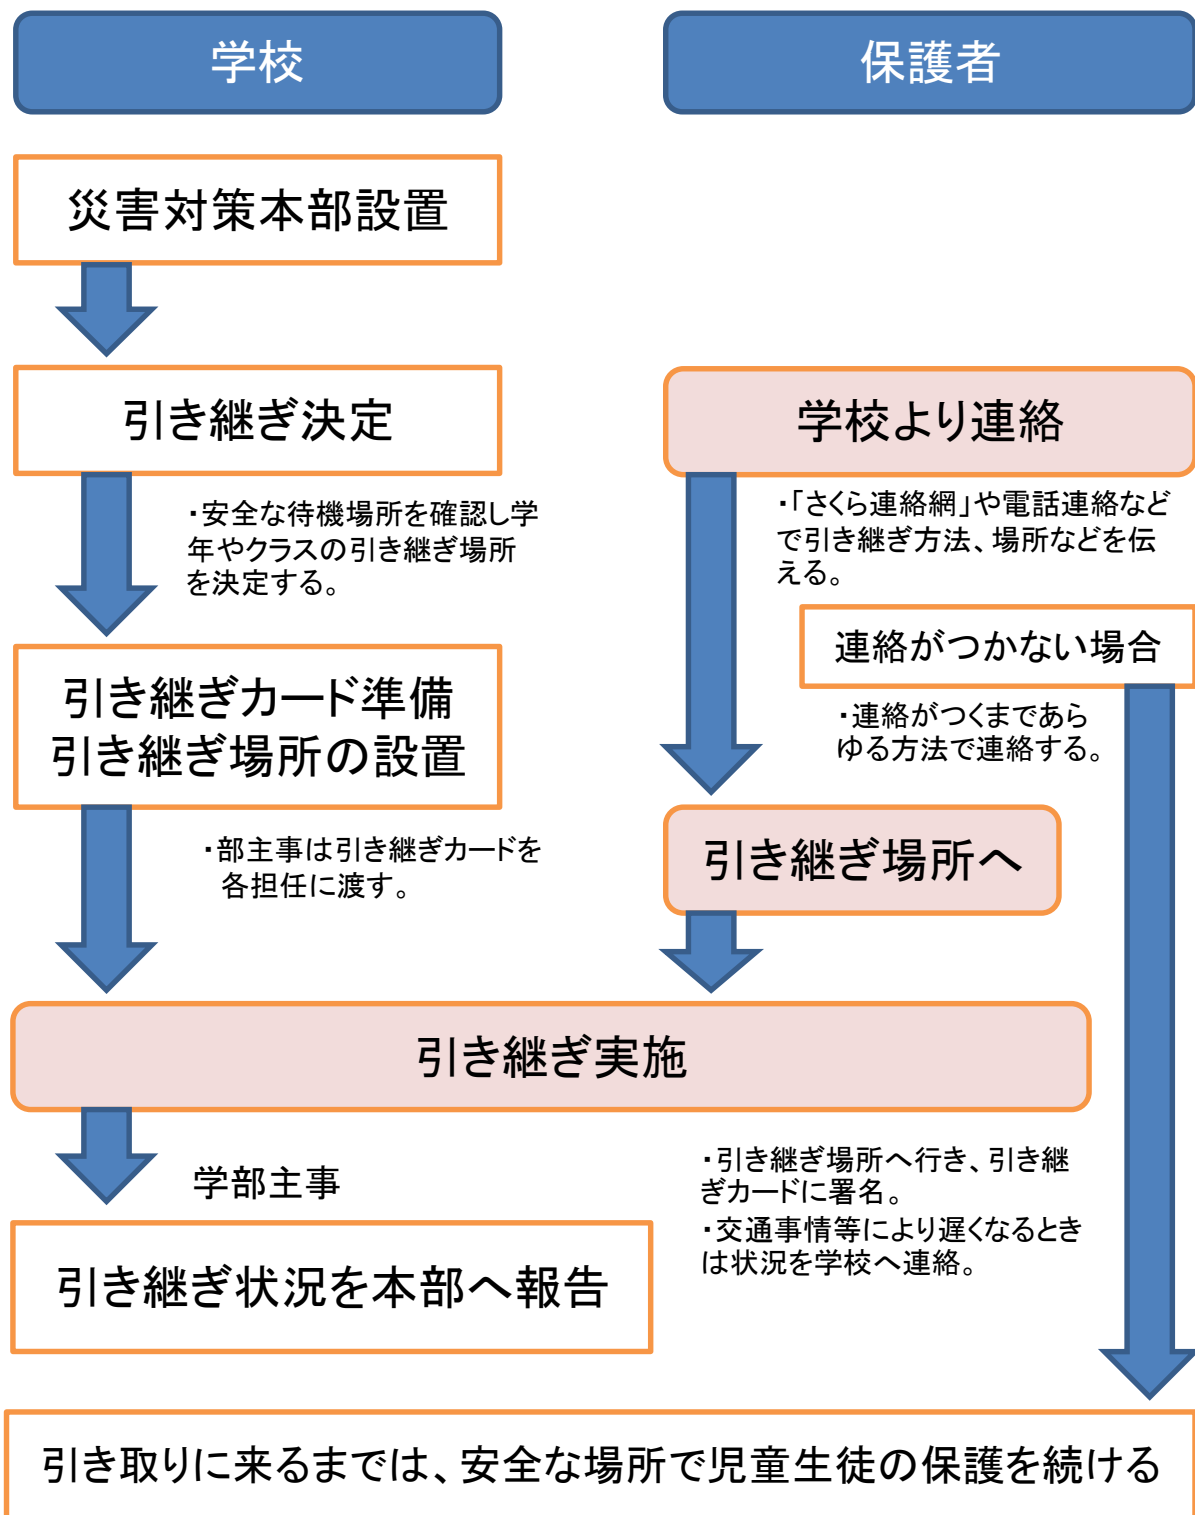 学校
保護者
災害対策本部設置
引き継ぎ決定
学校より連絡
・安全な待機場所を確認し学
年やクラスの引き継ぎ場所
を決定する。
・「さくら連絡網」や電話連絡など
で引き継ぎ方法、場所などを伝
える。
連絡がつかない場合
・連絡がつくまであら
ゆる方法で連絡する。
引き継ぎカード準備
引き継ぎ場所の設置
・部主事は引き継ぎカードを
各担任に渡す。
引き継ぎ場所へ
引き継ぎ実施
学部主事
・引き継ぎ場所へ行き、引き継
ぎカードに署名。
・交通事情等により遅くなるとき
は状況を学校へ連絡。
引き継ぎ状況を本部へ報告
引き取りに来るまでは、安全な場所で児童生徒の保護を続ける